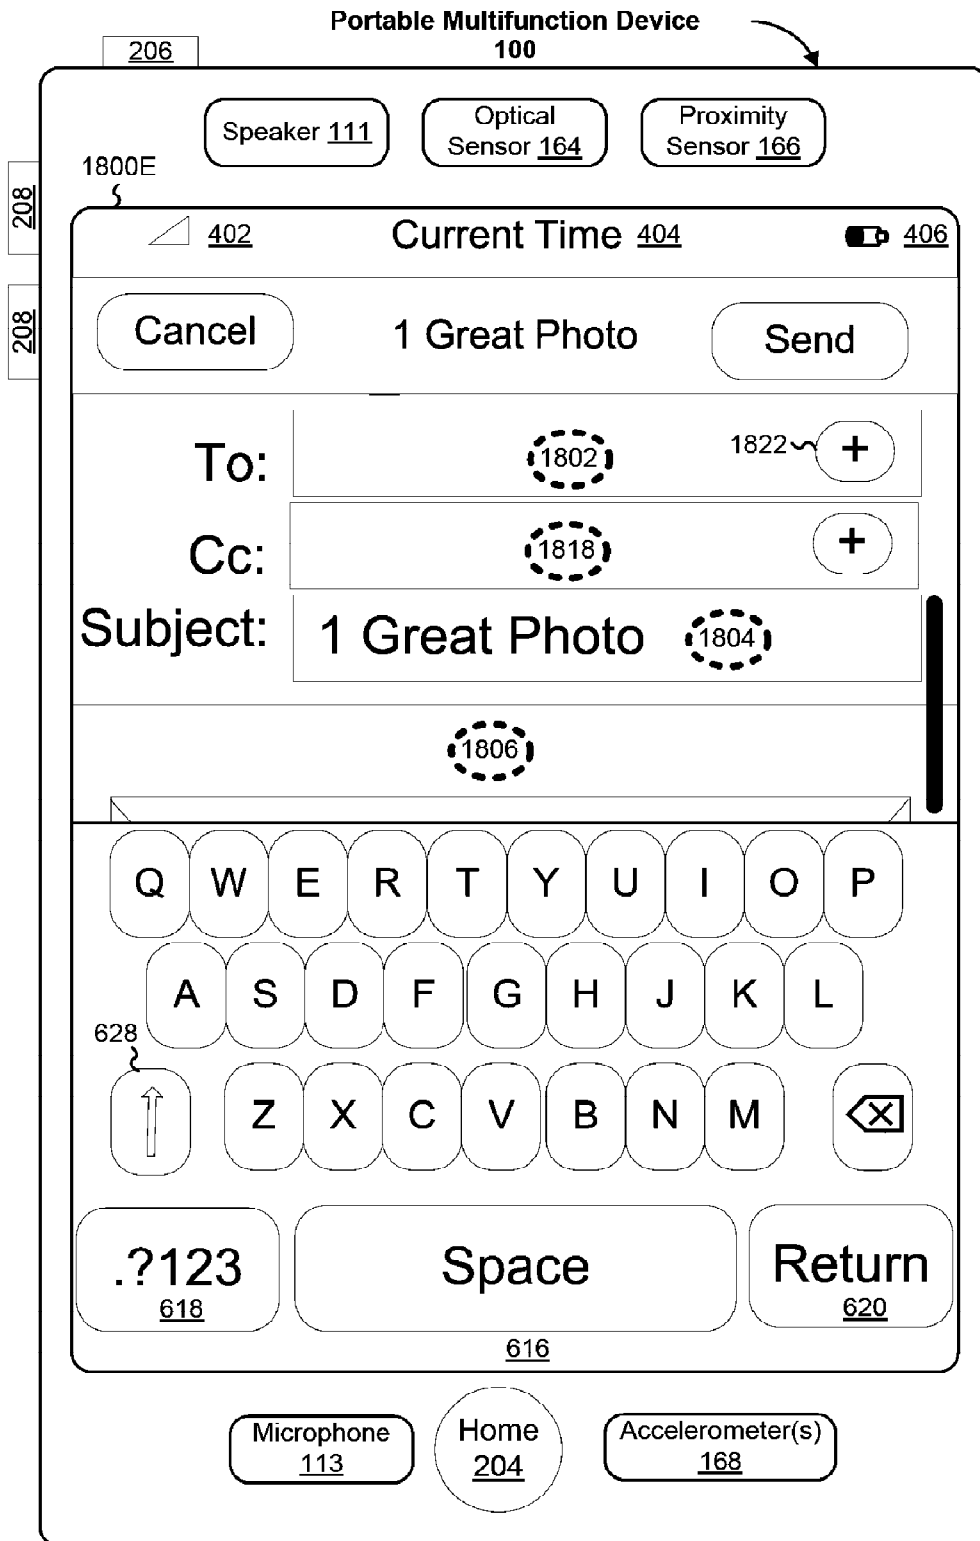 Portable Multifunction Device
100
206
Speaker 111
Optical
Sensor 164
Proximity
Sensor 166
1800E
208
208
402
Current Time 404
406
Cancel
1 Great Photo
Send
To:
1802
1822
+
Cc:
1818
+
Subject:
1 Great Photo
1804
1806
Q W E R T Y U I O P
A S D F G H J K L
628
Z X C V B N M
.?123
618
Space
Return
620
616
Microphone
113
Home
204
Accelerometer(s)
168